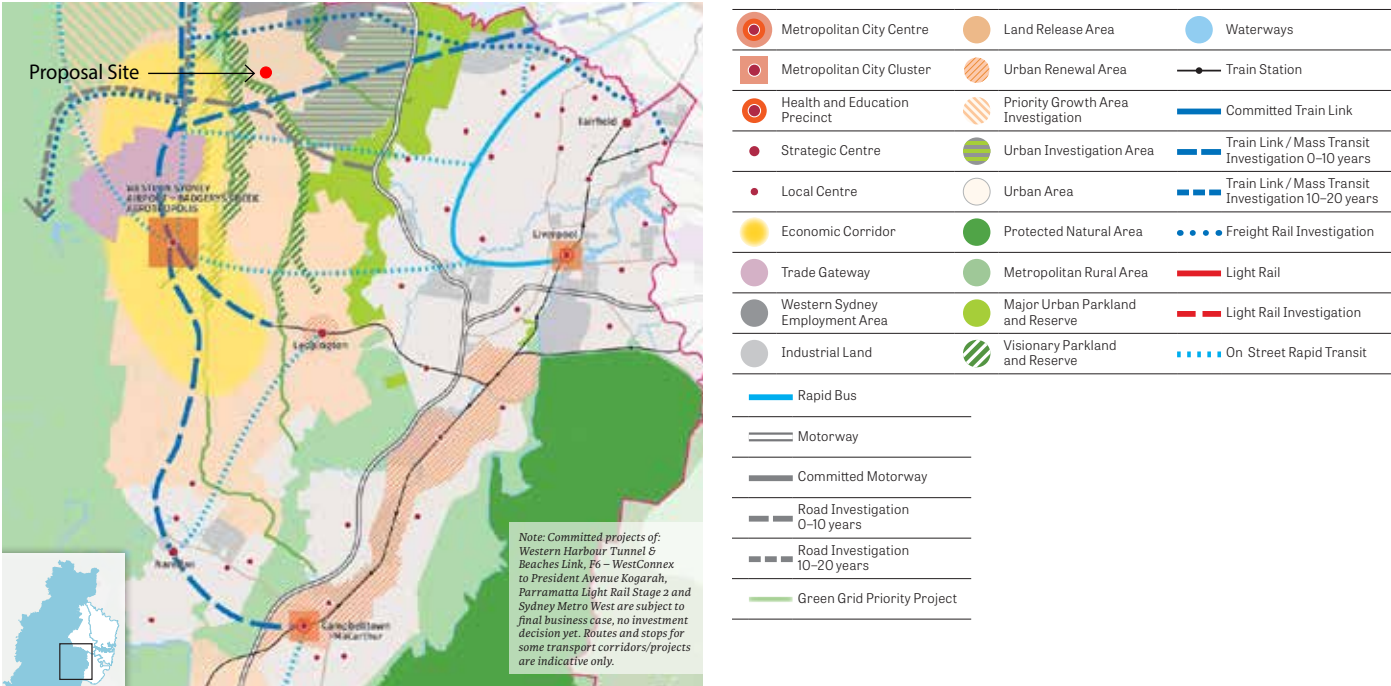 Proposal Site
Fairfield
WESTERN SYDNEY
AIRPORT – BADGERYS CREEK
AEROTROPOLIS
Liverpool
Leppington
Narellan
Campbelltown
-Macarthur
Note: Committed projects of:
Western Harbour Tunnel &
Beaches Link, F6 – WestConnex
to President Avenue Kogarah,
Parramatta Light Rail Stage 2 and
Sydney Metro West are subject to
final business case, no investment
decision yet. Routes and stops for
some transport corridors/projects
are indicative only.
Metropolitan City Centre
Land Release Area
Waterways
Metropolitan City Cluster
Urban Renewal Area
Train Station
Health and Education
Precinct
Priority Growth Area
Investigation
Committed Train Link
Strategic Centre
Urban Investigation Area
Train Link / Mass Transit
Investigation 0–10 years
Local Centre
Urban Area
Train Link / Mass Transit
Investigation 10–20 years
Economic Corridor
Protected Natural Area
Freight Rail Investigation
Trade Gateway
Metropolitan Rural Area
Light Rail
Western Sydney
Employment Area
Major Urban Parkland
and Reserve
Light Rail Investigation
Industrial Land
Visionary Parkland
and Reserve
On Street Rapid Transit
Rapid Bus
Motorway
Committed Motorway
Road Investigation
0–10 years
Road Investigation
10–20 years
Green Grid Priority Project